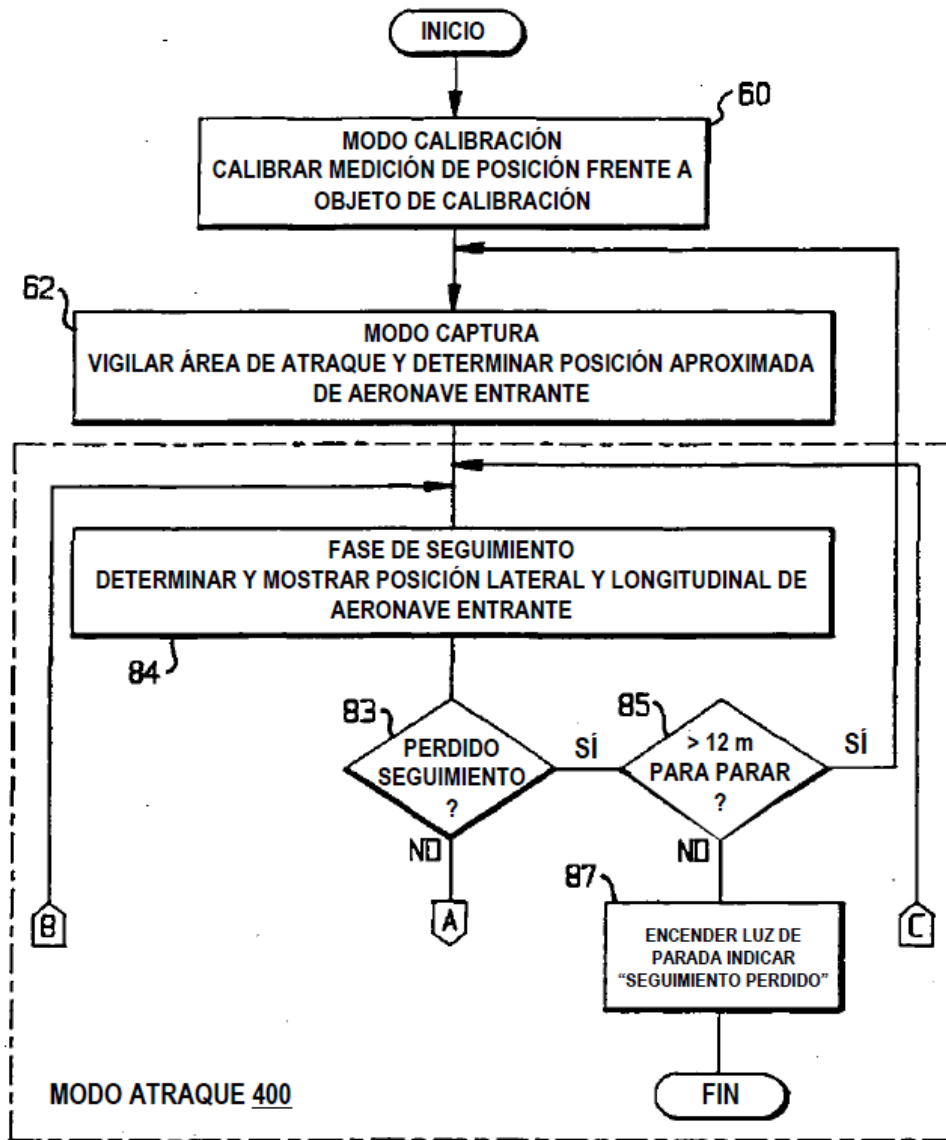 INICIO
60
MODO CALIBRACIÓN
CALIBRAR MEDICIÓN DE POSICIÓN FRENTE A
OBJETO DE CALIBRACIÓN
62
MODO CAPTURA
VIGILAR ÁREA DE ATRAQUE Y DETERMINAR POSICIÓN APROXIMADA
DE AERONAVE ENTRANTE
FASE DE SEGUIMIENTO
DETERMINAR Y MOSTRAR POSICIÓN LATERAL Y LONGITUDINAL DE
AERONAVE ENTRANTE
84
83
PERDIDO
SEGUIMIENTO
?
SÍ
NO
85
> 12 m
PARA PARAR
?
SÍ
NO
B
A
C
87
ENCENDER LUZ DE
PARADA INDICAR
“SEGUIMIENTO PERDIDO”
FIN
MODO ATRAQUE 400